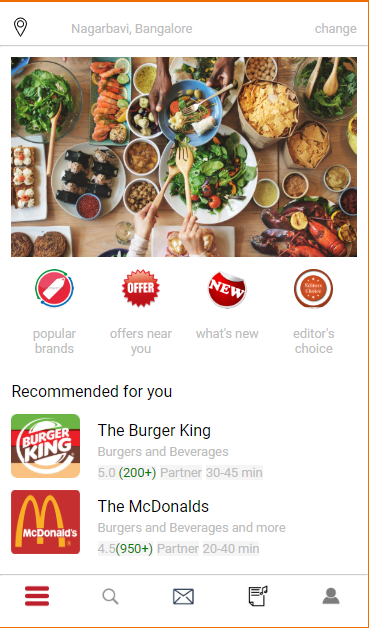 Nagarbavi, Bangalore change
OFFER
NEW
Editors
Choice
popular
brands
offers near
you
what's new
editor's
choice
Recommended for you
BURGER
KING
The Burger King
Burgers and Beverages
5.0 (200+) Partner 30-45 min
McDonald's
The McDonalds
Burgers and Beverages and more
4.5(950+) Partner 20-40 min